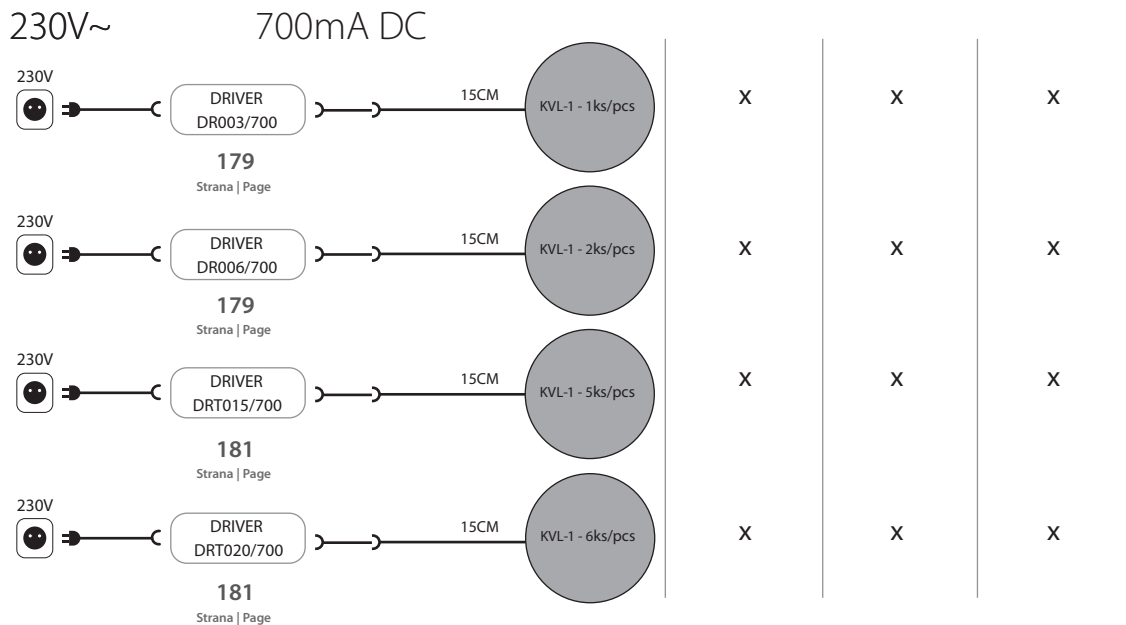 230V~ 700mA DC
230V
DRIVER
DR003/700
15CM
KVL-1 - 1ks/pcs
x x x
179
Strana | Page
230V
DRIVER
DR006/700
15CM
KVL-1 - 2ks/pcs
x x x
179
Strana | Page
230V
DRIVER
DRT015/700
15CM
KVL-1 - 5ks/pcs
x x x
181
Strana | Page
230V
DRIVER
DRT020/700
15CM
KVL-1 - 6ks/pcs
x x x
181
Strana | Page